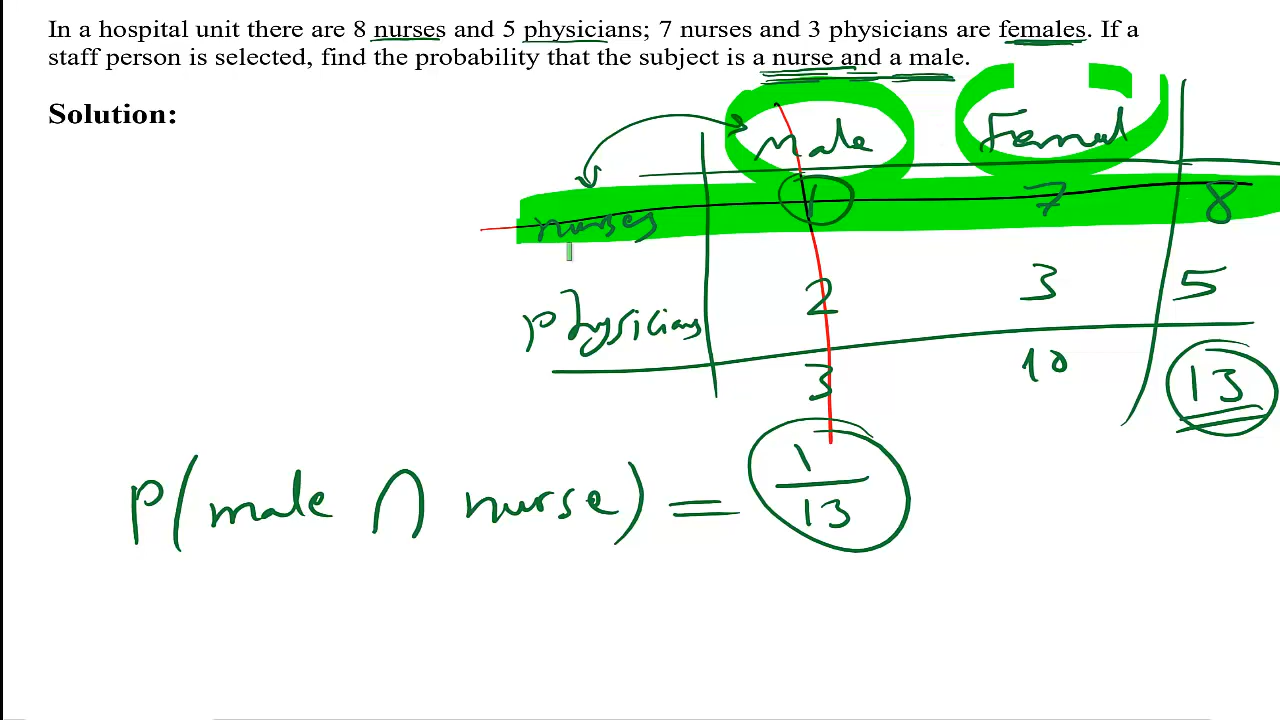 In a hospital unit there are 8 nurses and 5 physicians; 7 nurses and 3 physicians are females. If a
staff person is selected, find the probability that the subject is a nurse and a male.
Solution:
Male Femal
nurses 1 7 8
physicians 2 3 5
3 10 13
P(male ∩ nurse) = 1/13